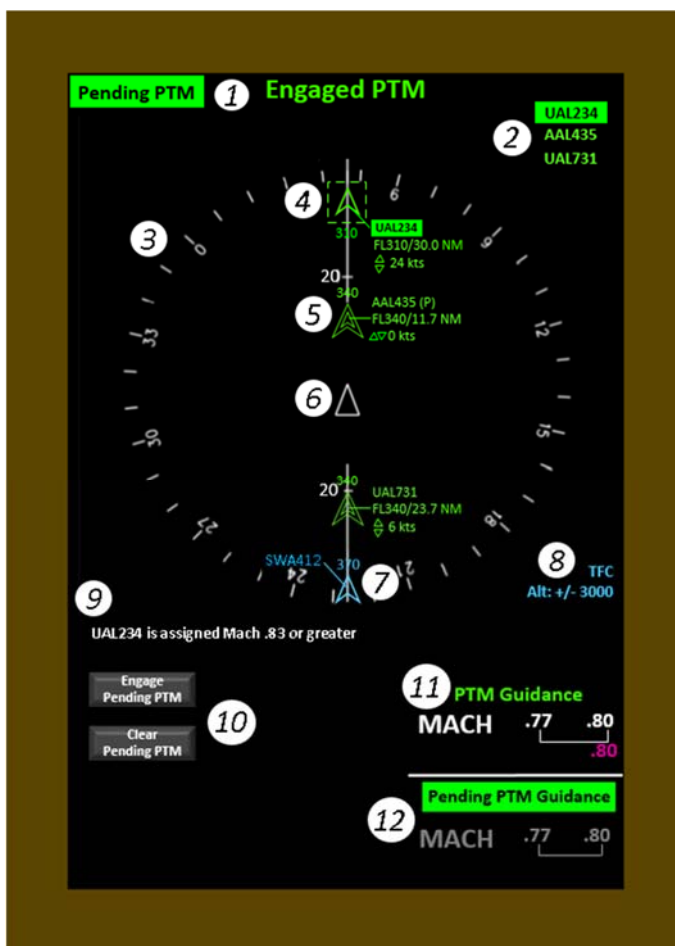 Pending PTM 1 Engaged PTM
UAL234
2 AAL435
UAL731
4
6
3 0 UAL234 9
310
FL310/30.0 NM
24 kts
20
340
5 AAL435 (P)
FL340/11.7 NM
0 kts
33 12
6
30 15
340
20 UAL731
FL340/23.7 NM
6 kts
27 18
8
SWA412 370 7 TFC
24 21 Alt: +/- 3000
9
UAL234 is assigned Mach .83 or greater
Engage
Pending PTM
10
Clear
Pending PTM
11 PTM Guidance
MACH .77 .80
.80
Pending PTM Guidance
12
MACH .77 .80